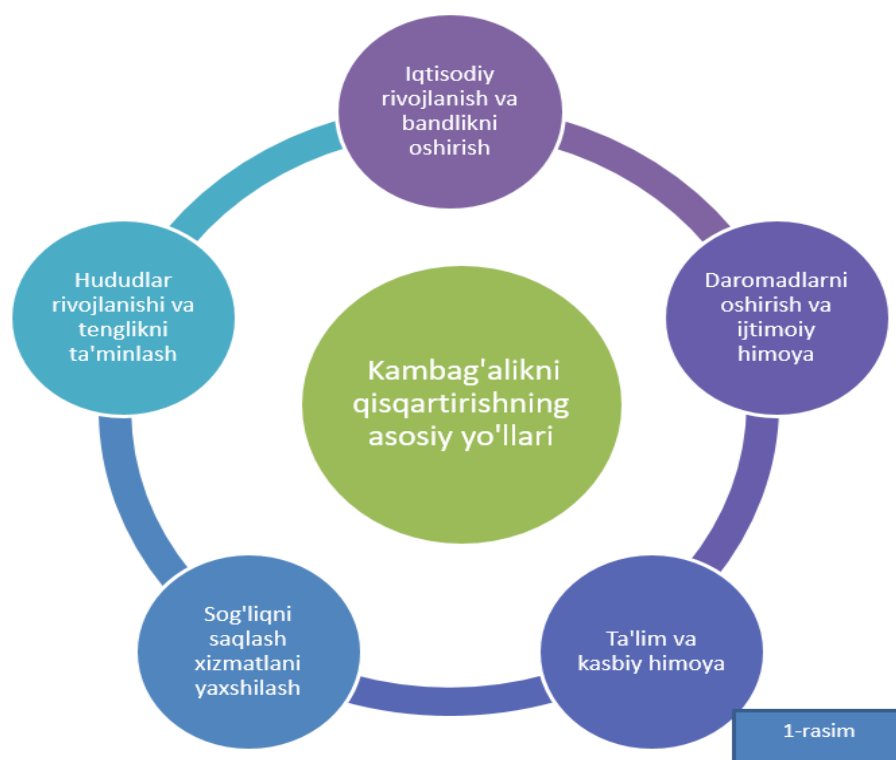 Iqtisodiy
rivojlanish va
bandlikni
oshirish
Daromadlarni
oshirish va
ijtimoiy
himoya
Ta'lim va
kasbiy himoya
Sog'liqni
saqlash
xizmatlani
yaxshilash
Hududlar
rivojlanishi va
tenglikni
ta'minlash
Kambag'alikni
qisqartirishning
asosiy yo'llari
1-rasim